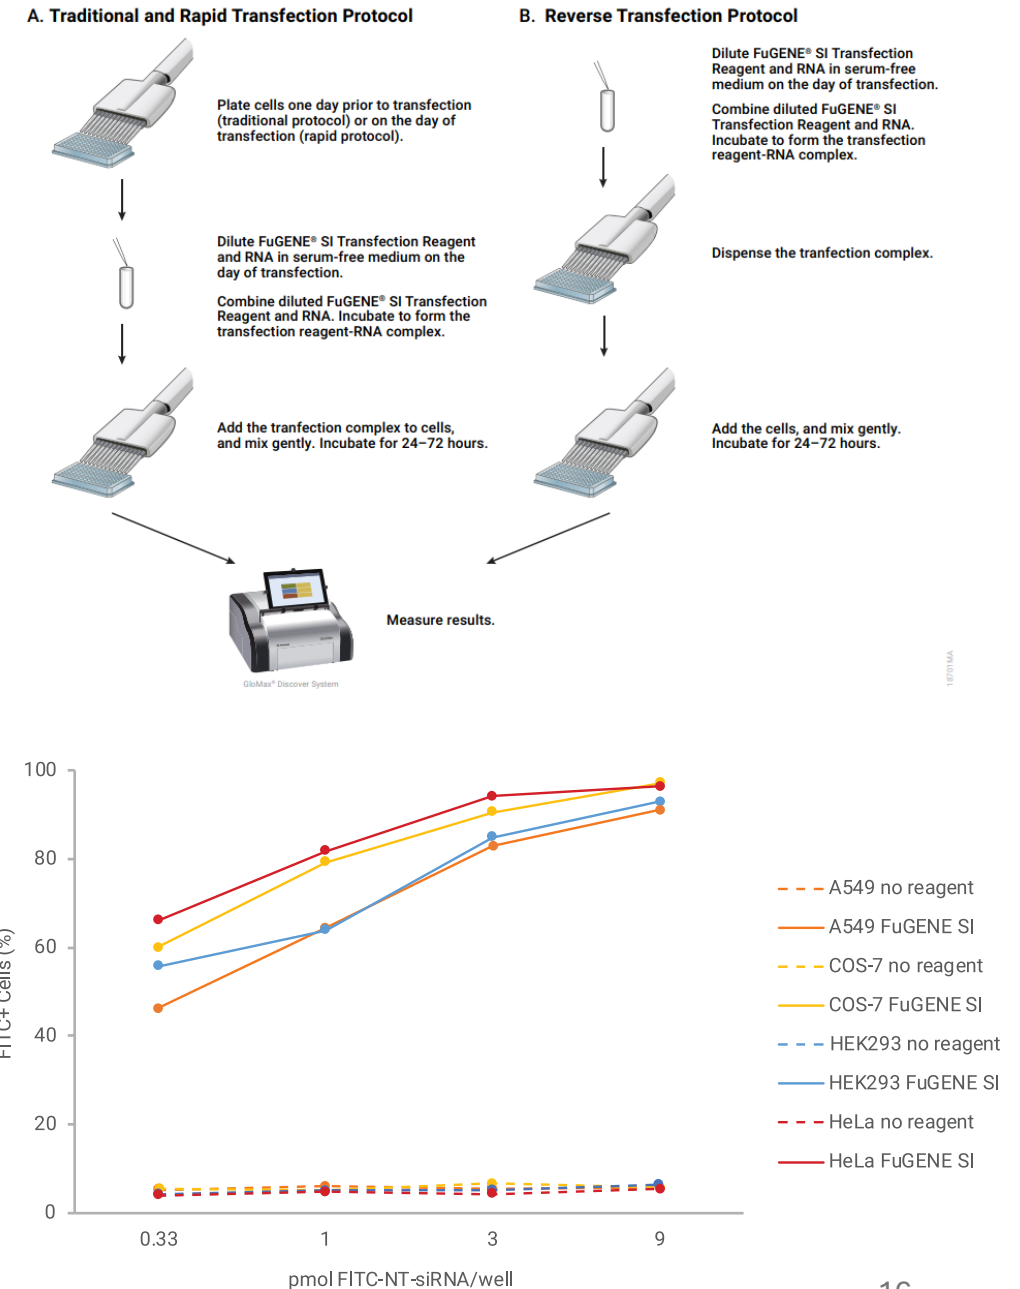 A. Traditional and Rapid Transfection Protocol
Plate cells one day prior to transfection
(traditional protocol) or on the day of
transfection (rapid protocol).
Dilute FuGENE® SI Transfection Reagent
and RNA in serum-free medium on the
day of transfection.
Combine diluted FuGENE® SI Transfection
Reagent and RNA. Incubate to form the
transfection reagent-RNA complex.
Add the tranfection complex to cells,
and mix gently. Incubate for 24–72 hours.
B. Reverse Transfection Protocol
Dilute FuGENE® SI Transfection
Reagent and RNA in serum-free
medium on the day of transfection.
Combine diluted FuGENE® SI
Transfection Reagent and RNA.
Incubate to form the transfection
reagent-RNA complex.
Dispense the tranfection complex.
Add the cells, and mix gently.
Incubate for 24–72 hours.
Measure results.
GloMax® Discover System
18701MA
FITC+ Cells (%)
100
80
60
40
20
0
0.33
1
3
9
pmol FITC-NT-siRNA/well
A549 no reagent
A549 FuGENE SI
COS-7 no reagent
COS-7 FuGENE SI
HEK293 no reagent
HEK293 FuGENE SI
HeLa no reagent
HeLa FuGENE SI